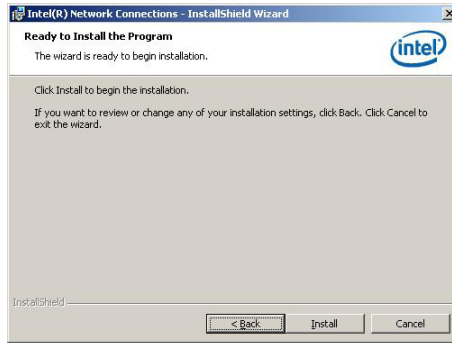 Intel(R) Network Connections - InstallShield Wizard
Ready to Install the Program
The wizard is ready to begin installation.
intel
Click Install to begin the installation.
If you want to review or change any of your installation settings, click Back. Click Cancel to
exit the wizard.
InstallShield
< Back
Install
Cancel